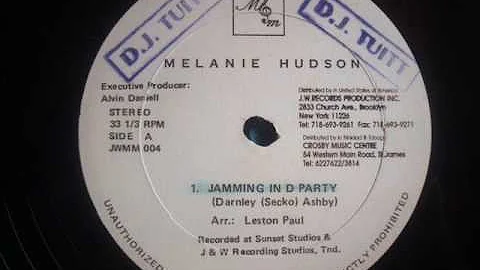 D.J. TUITT
D.J. TUITT
MELANIE HUDSON
Executive Producer:
Alvin Daniell
STEREO
33 1/3 RPM
SIDE A
JWMM 004
Distributed by in United States of America
J.W. RECORDS PRODUCTION INC.
2833 Church Ave., Brooklyn
New York 11226
Tel: 718-693-9261 Fax: 718-693-9271
Distributed by in Trinidad & Tobago
CROSBY MUSIC CENTRE
54 Western Main Road, St James
Tel: 6227622/3814
1. JAMMING IN D PARTY
(Darnley (Secko) Ashby)
Arr.: Leston Paul
Recorded at Sunset Studios &
J & W Recording Studios, Tnd.
UNAUTHORIZED
STRICTLY PROHIBITED